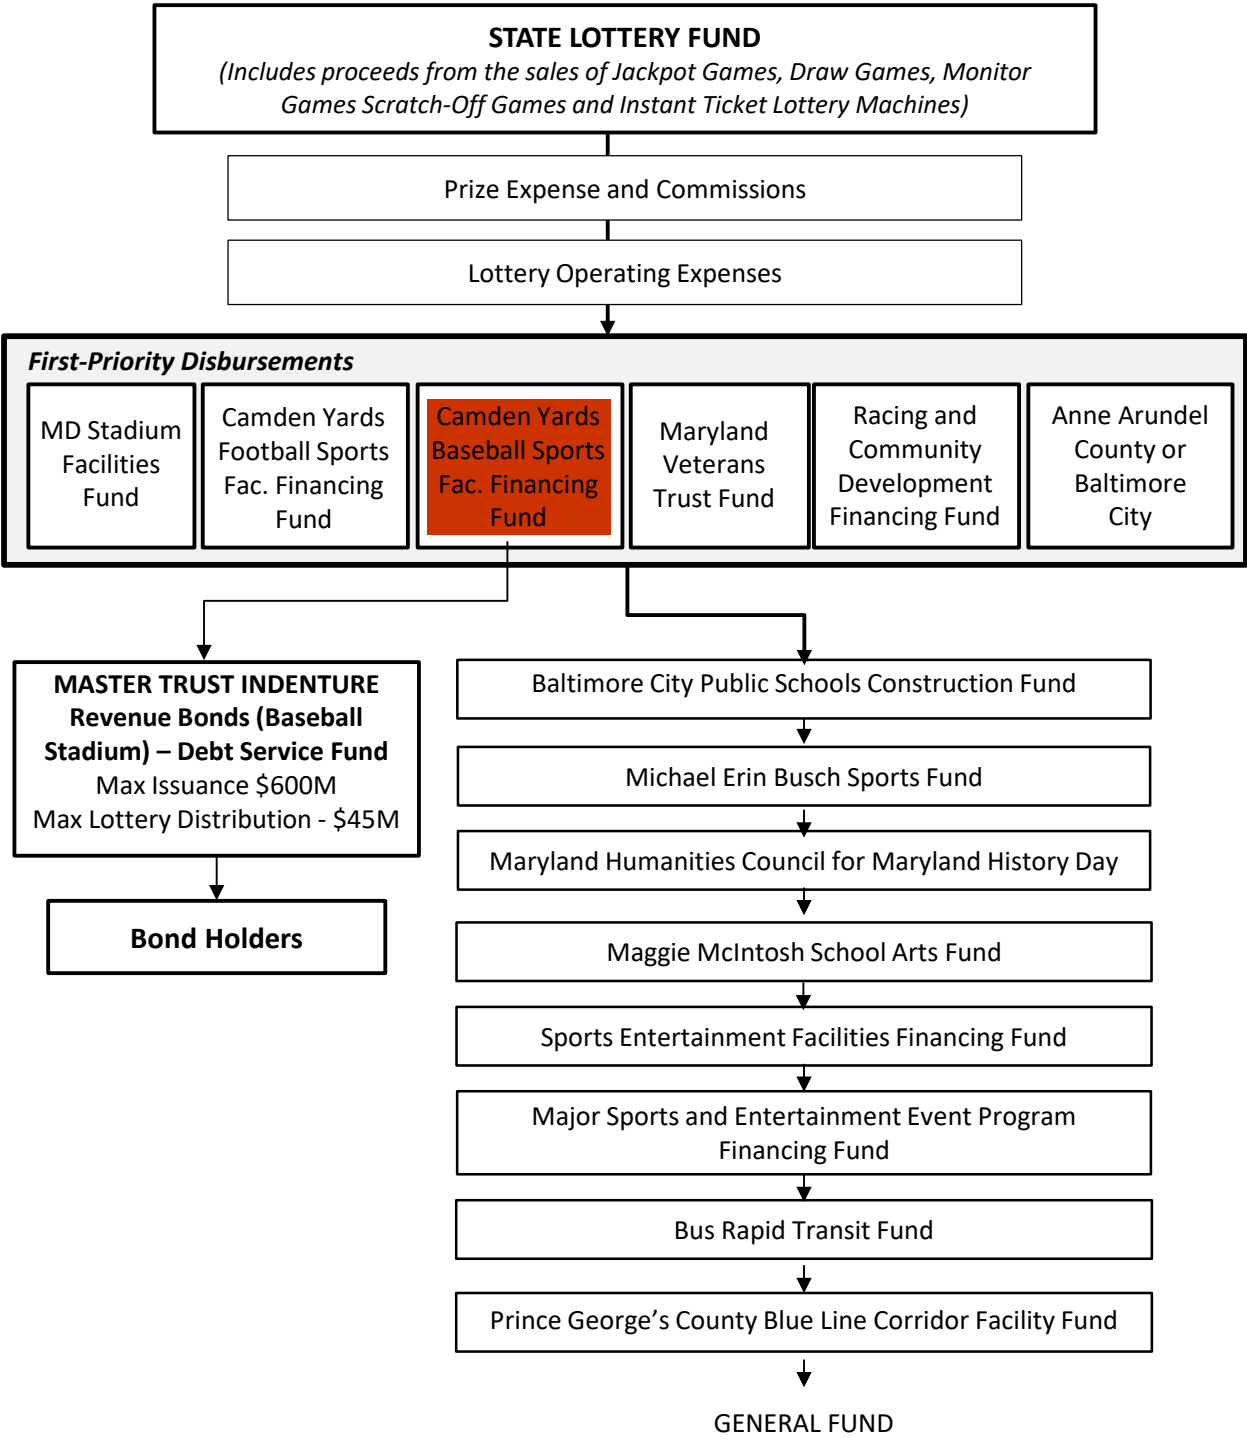 STATE LOTTERY FUND
(Includes proceeds from the sales of Jackpot Games, Draw Games, Monitor
Games Scratch-Off Games and Instant Ticket Lottery Machines)
Prize Expense and Commissions
Lottery Operating Expenses
First-Priority Disbursements
MD Stadium
Facilities
Fund
Camden Yards
Football Sports
Fac. Financing
Fund
Camden Yards
Baseball Sports
Fac. Financing
Fund
Maryland
Veterans
Trust Fund
Racing and
Community
Development
Financing Fund
Anne Arundel
County or
Baltimore
City
MASTER TRUST INDENTURE
Revenue Bonds (Baseball
Stadium) – Debt Service Fund
Max Issuance $600M
Max Lottery Distribution - $45M
Bond Holders
Baltimore City Public Schools Construction Fund
Michael Erin Busch Sports Fund
Maryland Humanities Council for Maryland History Day
Maggie McIntosh School Arts Fund
Sports Entertainment Facilities Financing Fund
Major Sports and Entertainment Event Program
Financing Fund
Bus Rapid Transit Fund
Prince George’s County Blue Line Corridor Facility Fund
GENERAL FUND